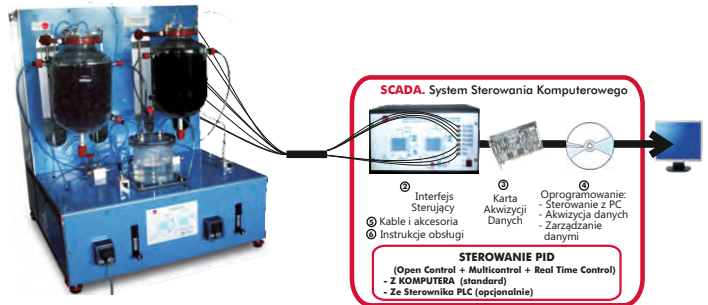 SCADA. System Sterowania Komputerowego
2
Interfejs
Sterujący
5 Kable i akcesoria
6 Instrukcje obsługi
3
Karta
Akwizycji
Danych
4
Oprogramowanie:
- Sterowanie z PC
- Akwizycja danych
- Zarządzanie
danymi
STEROWANIE PID
(Open Control + Multicontrol + Real Time Control)
- Z KOMPUTERA (standard)
- Ze Sterownika PLC (opcjonalnie)